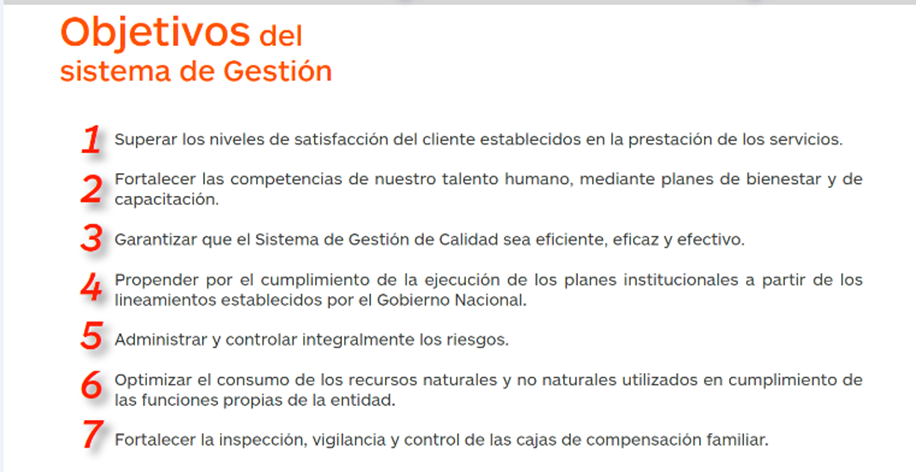 Objetivos del
sistema de Gestión
1 Superar los niveles de satisfacción del cliente establecidos en la prestación de los servicios.
2 Fortalecer las competencias de nuestro talento humano, mediante planes de bienestar y de
capacitación.
3 Garantizar que el Sistema de Gestión de Calidad sea eficiente, eficaz y efectivo.
4 Propender por el cumplimiento de la ejecución de los planes institucionales a partir de los
lineamientos establecidos por el Gobierno Nacional.
5 Administrar y controlar integralmente los riesgos.
6 Optimizar el consumo de los recursos naturales y no naturales utilizados en cumplimiento de
las funciones propias de la entidad.
7 Fortalecer la inspección, vigilancia y control de las cajas de compensación familiar.